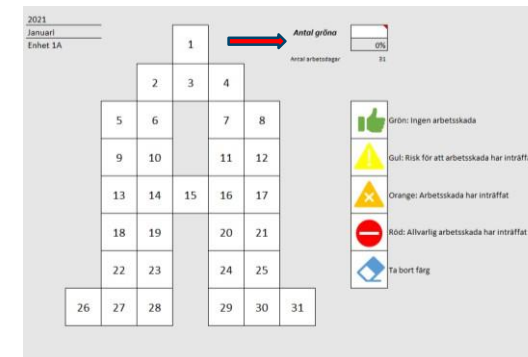 2021
Januari
Enhet 1A
Antal gröna
0%
Antal arbetsdagar 31
1
2 3 4
5 6 7 8
9 10 11 12
13 14 15 16 17
18 19 20 21
22 23 24 25
26 27 28 29 30 31
Grön: Ingen arbetsskada
Gul: Risk för att arbetsskada har inträffa
Orange: Arbetsskada har inträffat
Röd: Allvarlig arbetsskada har inträffat
Ta bort färg